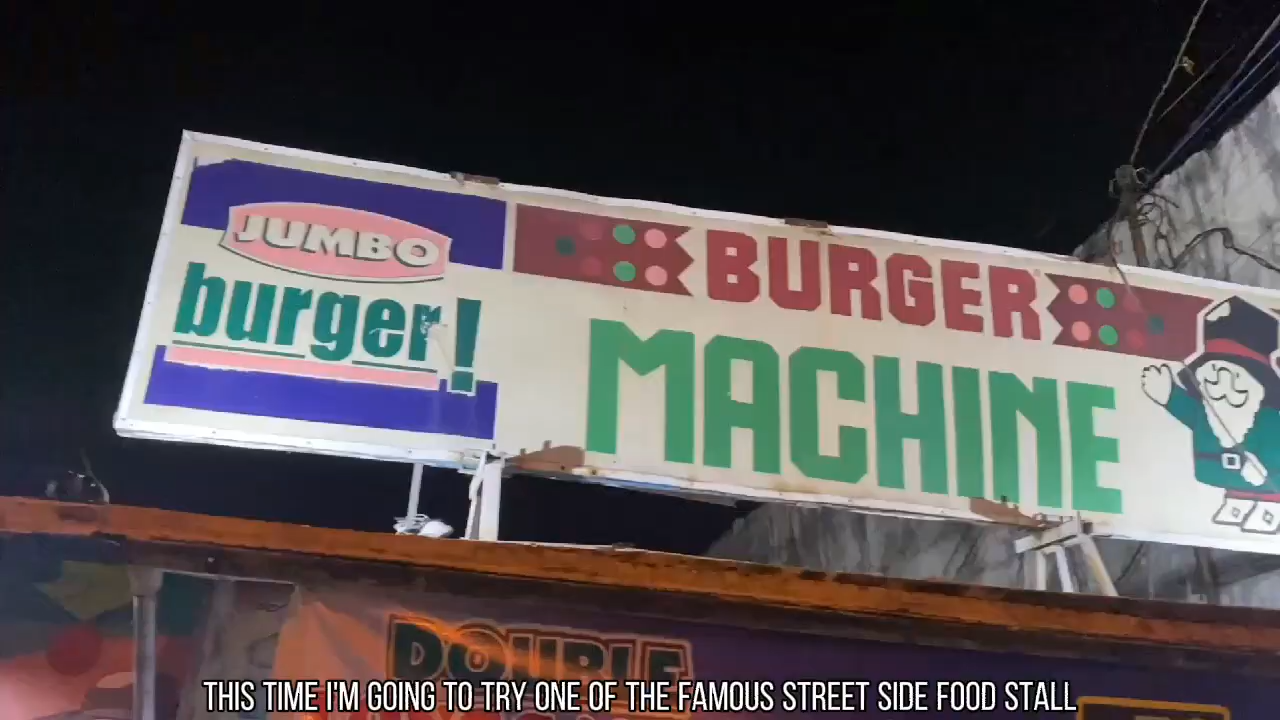 JUMBO
burger!
BURGER
MACHINE
DOUBLE
THIS TIME I'M GOING TO TRY ONE OF THE FAMOUS STREET SIDE FOOD STALL